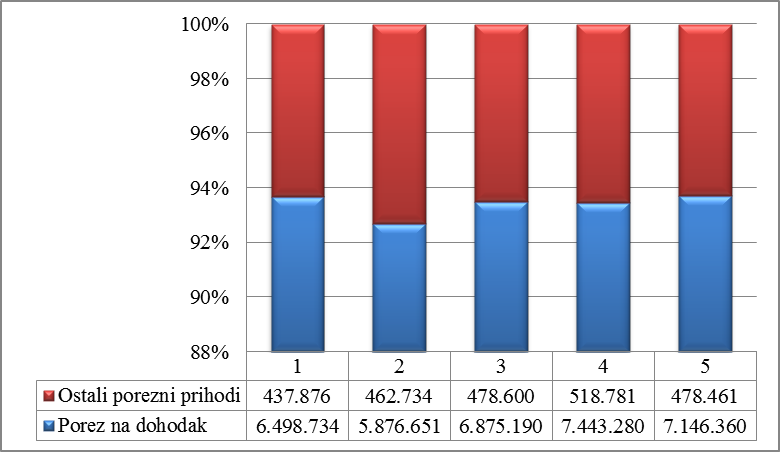 100%
98%
96%
94%
92%
90%
88%
1 2 3 4 5
Ostali porezni prihodi 437.876 462.734 478.600 518.781 478.461
Porez na dohodak 6.498.734 5.876.651 6.875.190 7.443.280 7.146.360